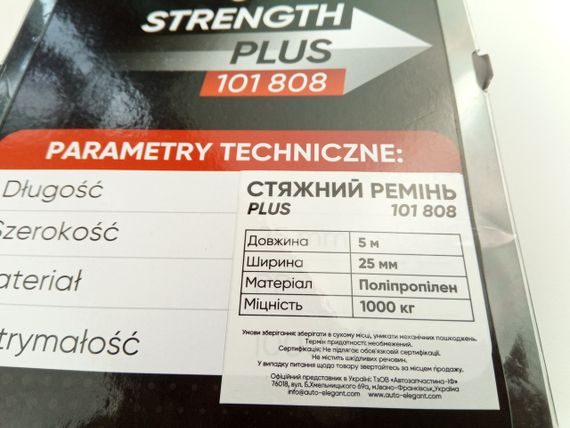 STRENGTH
PLUS
101 808
PARAMETRY TECHNICZNE:
Długość
Szerokość
ateriał
trymałość
СТЯЖНИЙ РЕМІНЬ
PLUS 101 808
Довжина 5 м
Ширина 25 мм
Матеріал Поліпропілен
Міцність 1000 кг
Умови зберігання: зберігати в сухому місці, уникати механічних пошкоджень.
Термін придатності: необмежений.
Сертифікація: Не підлягає обов'язковій сертифікації.
Не містить шкідливих речовин.
У випадку питання щодо товару звертайтесь за місцем продажу.
Офіційний представник в Україні: ТзОВ «Автозапчастина-ІФ»
76018, вул. Б.Хмельницького 69а, м.Івано-Франківськ,Україна
info@auto-elegant.com / www.auto-elegant.com